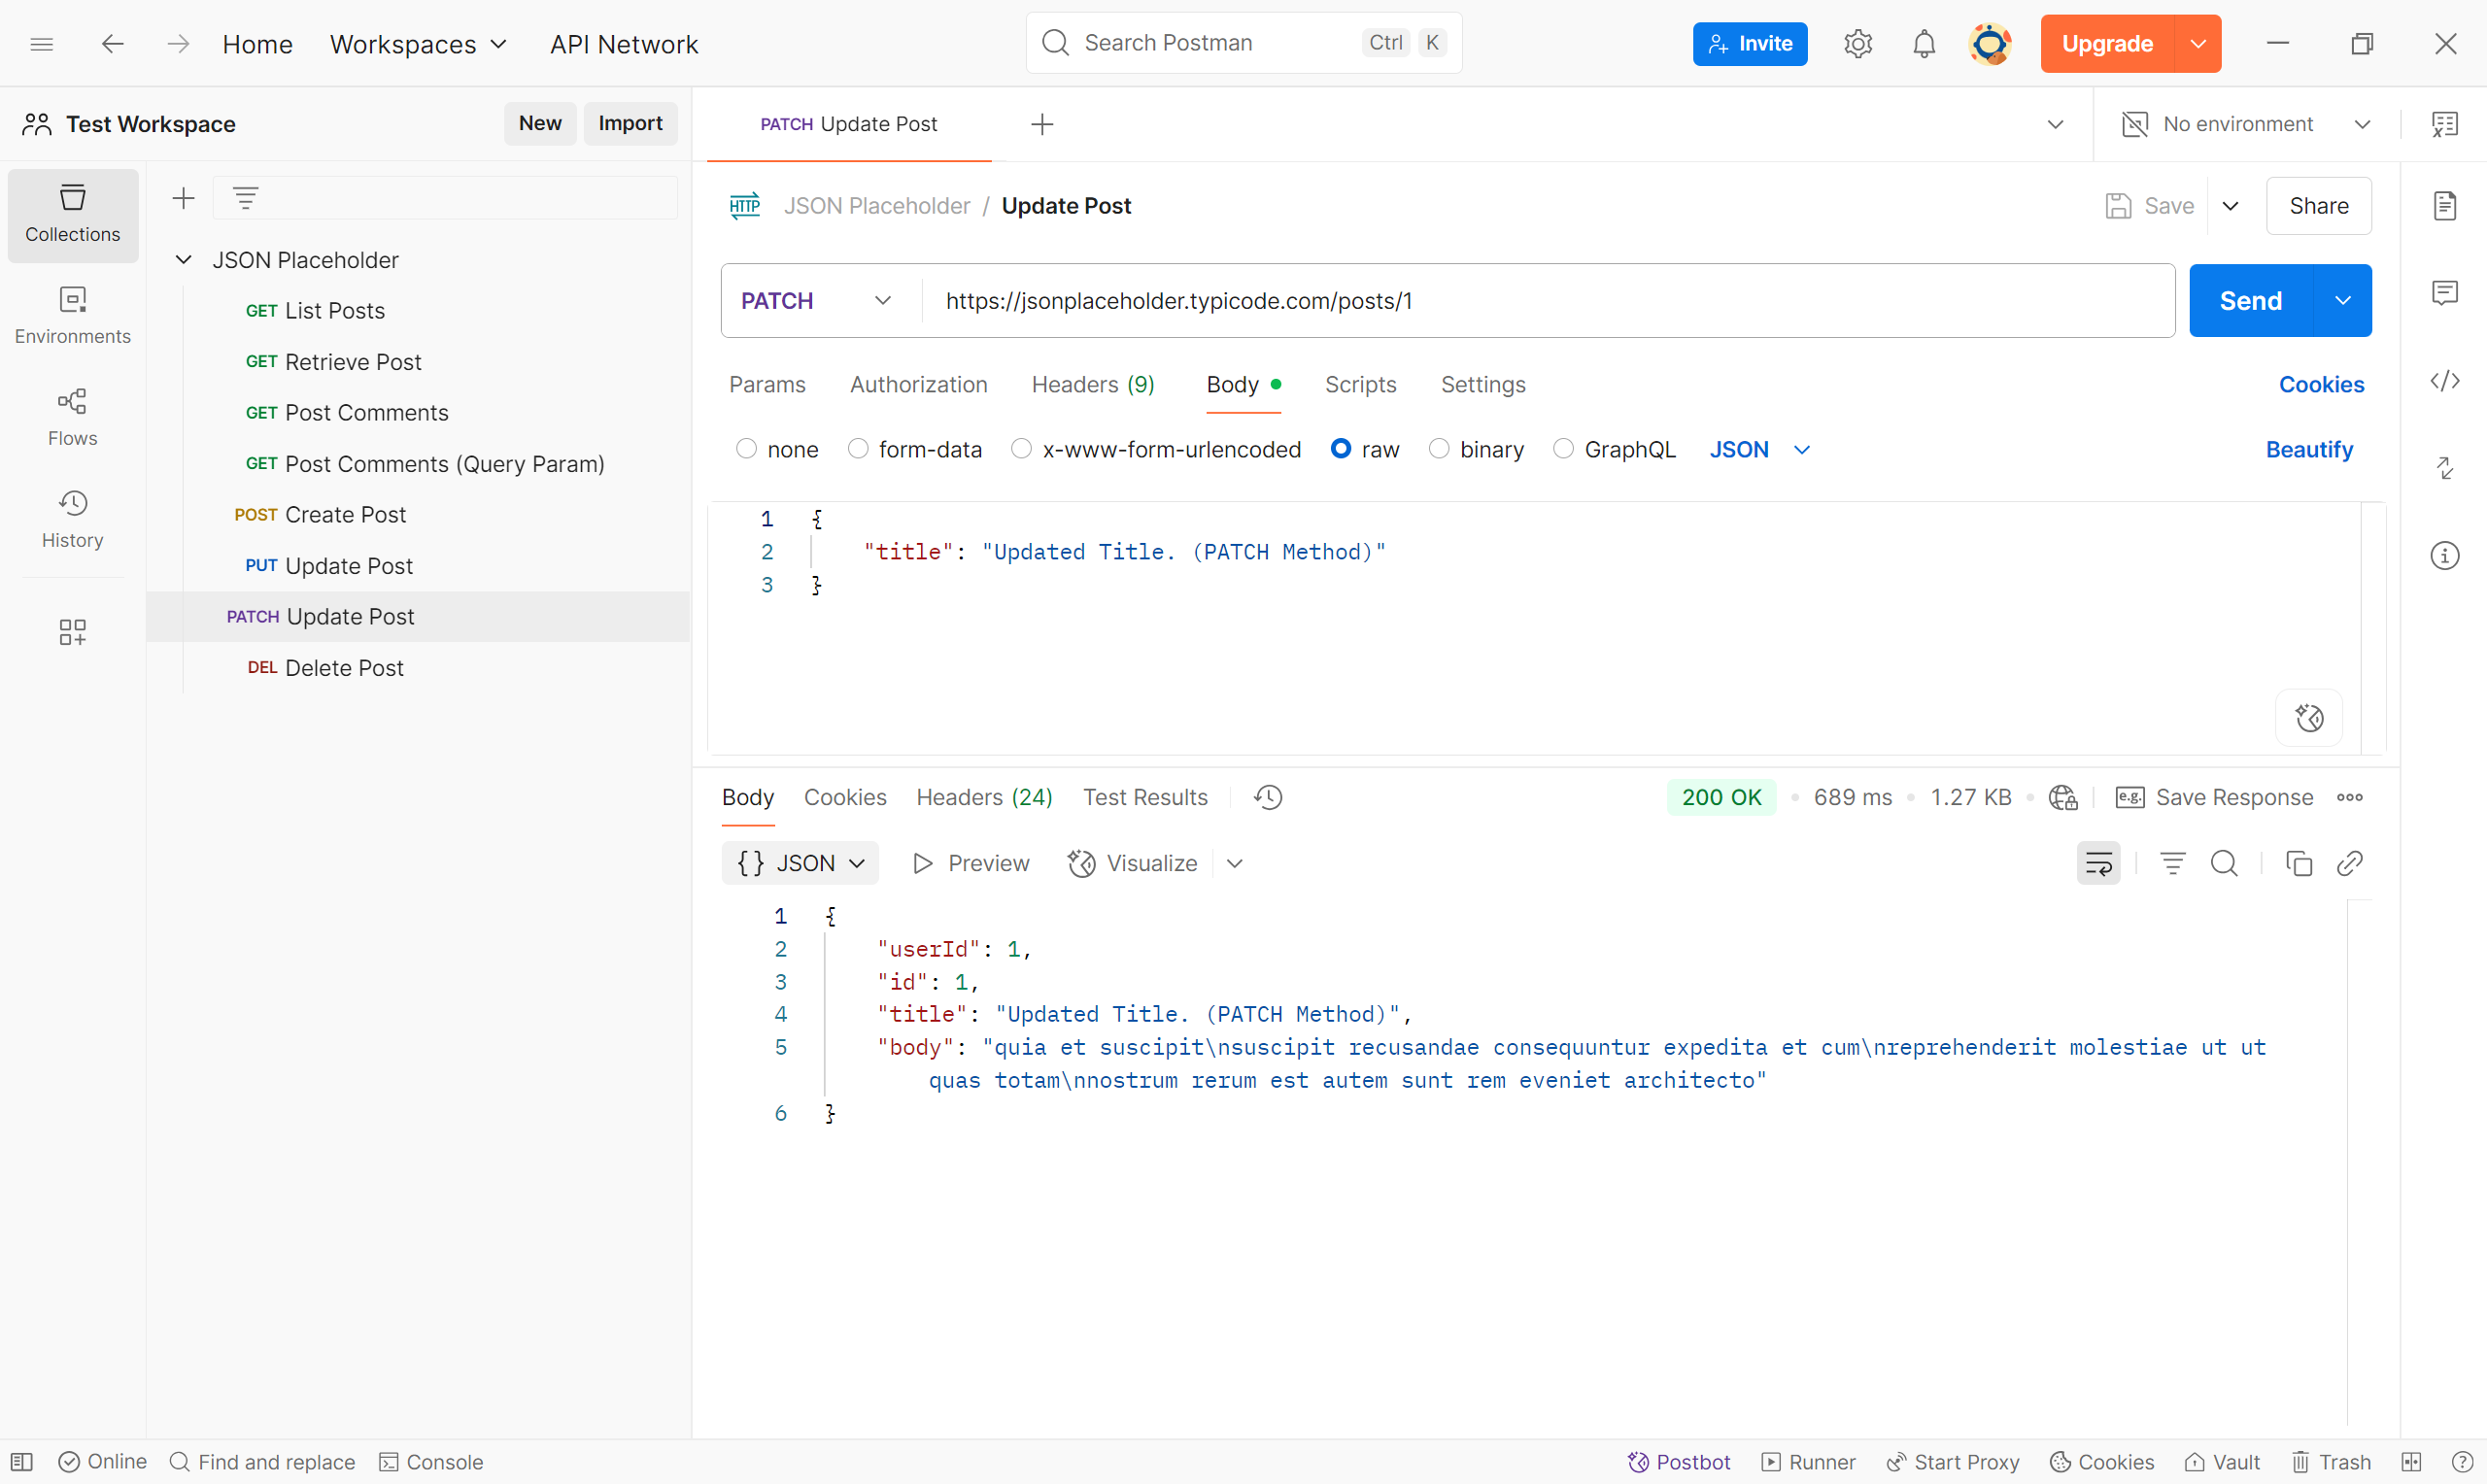 Home Workspaces API Network Search Postman Ctrl K Invite Upgrade
Test Workspace New Import PATCH Update Post No environment
Collections
Environments
Flows
History
JSON Placeholder
GET List Posts
GET Retrieve Post
GET Post Comments
GET Post Comments (Query Param)
POST Create Post
PUT Update Post
PATCH Update Post
DEL Delete Post
HTTP JSON Placeholder / Update Post Save Share
PATCH https://jsonplaceholder.typicode.com/posts/1 Send
Params Authorization Headers (9) Body Scripts Settings Cookies
none form-data x-www-form-urlencoded raw binary GraphQL JSON Beautify
1 {
2 "title": "Updated Title. (PATCH Method)"
3 }
Body Cookies Headers (24) Test Results 200 OK • 689 ms • 1.27 KB • e.g. Save Response
{} JSON Preview Visualize
1 {
2 "userId": 1,
3 "id": 1,
4 "title": "Updated Title. (PATCH Method)",
5 "body": "quia et suscipit\nsuscipit recusandae consequuntur expedita et cum\nreprehenderit molestiae ut ut
quas totam\nnostrum rerum est autem sunt rem eveniet architecto"
6 }
Online Find and replace Console Postbot Runner Start Proxy Cookies Vault Trash